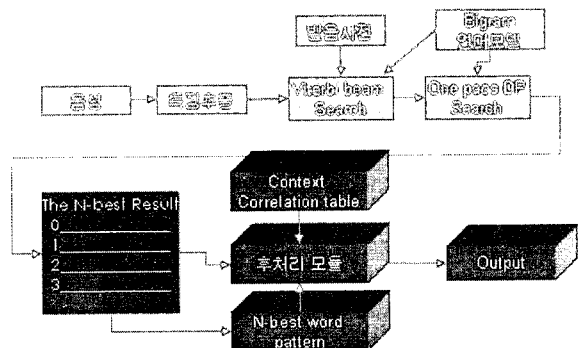 발음사전
Bigram
언어모델
음성
특징추출
Viterbi beam
Search
One pass DP
Search
Context
Correlation table
The N-best Result
0
1
2
3
후처리 모듈
Output
N-best word
pattern